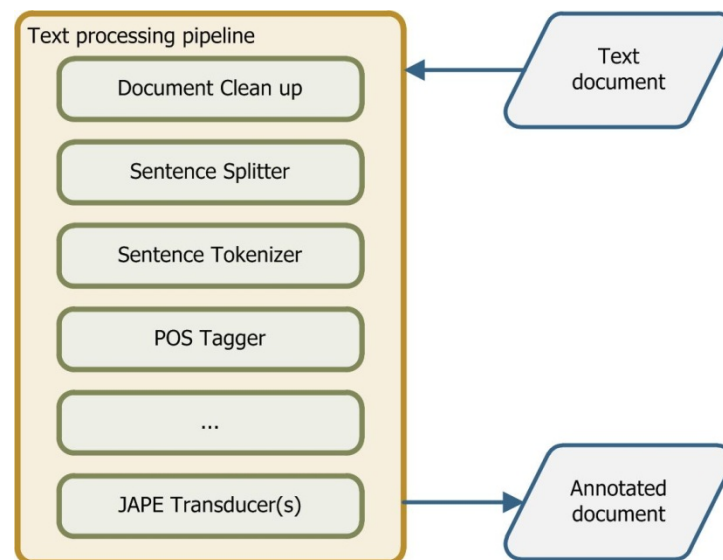 Text processing pipeline
Document Clean up
Sentence Splitter
Sentence Tokenizer
POS Tagger
...
JAPE Transducer(s)
Text
document
Annotated
document